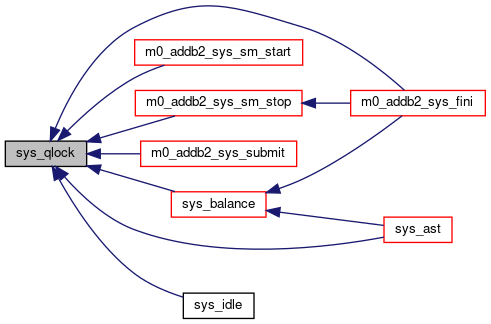 m0_addb2_sys_sm_start
m0_addb2_sys_sm_stop
m0_addb2_sys_fini
sys_qlock
m0_addb2_sys_submit
sys_balance
sys_ast
sys_idle